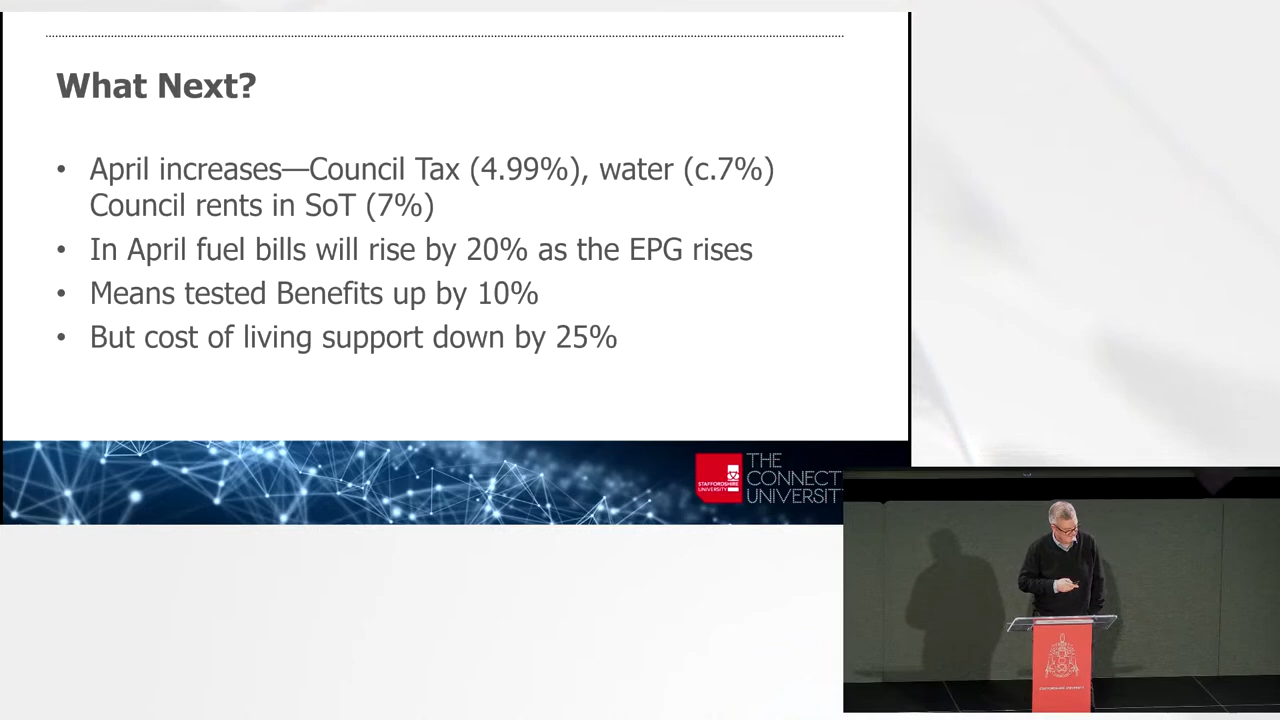 What Next?
• April increases—Council Tax (4.99%), water (c.7%)
Council rents in SoT (7%)
• In April fuel bills will rise by 20% as the EPG rises
• Means tested Benefits up by 10%
• But cost of living support down by 25%
STAFFORDSHIRE
UNIVERSITY
THE
CONNECT
UNIVERSIT
STAFFORDSHIRE UNIVERSITY